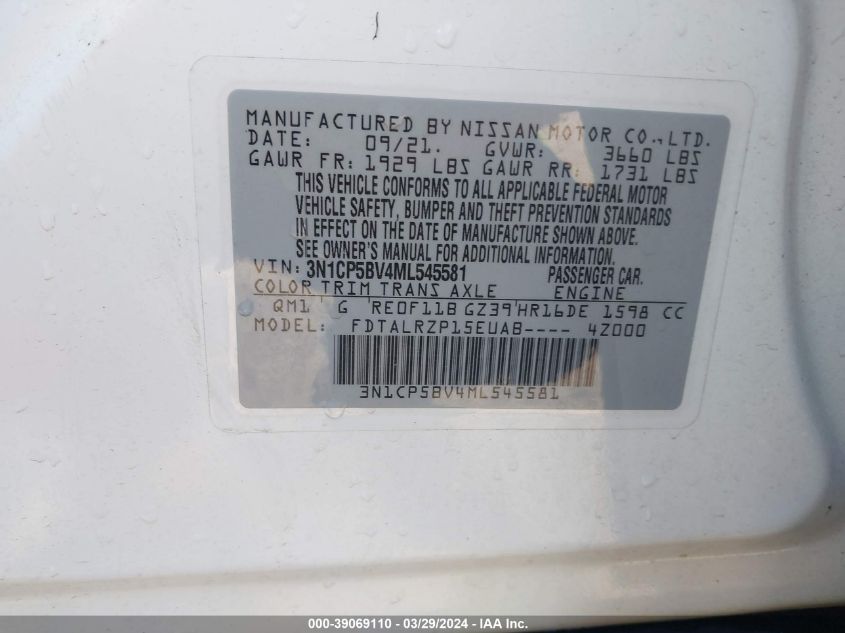 MANUFACTURED BY NISSAN MOTOR CO.,LTD.
DATE: 09/21. GVWR: 3660 LBS
GAWR FR: 1929 LBS GAWR RR: 1731 LBS
THIS VEHICLE CONFORMS TO ALL APPLICABLE FEDERAL MOTOR
VEHICLE SAFETY, BUMPER AND THEFT PREVENTION STANDARDS
IN EFFECT ON THE DATE OF MANUFACTURE SHOWN ABOVE.
SEE OWNER'S MANUAL FOR ADDITIONAL INFORMATION.
VIN: 3N1CP5BV4ML545581 PASSENGER CAR.
COLOR TRIM TRANS AXLE ENGINE
QM1 G RE0F11B GZ39 HR16DE 1598 CC
MODEL: FDTALRZP15EUAB---- 4Z000
3N1CP5BV4ML545581
000-39069110 | 03/29/2024 - IAA Inc.